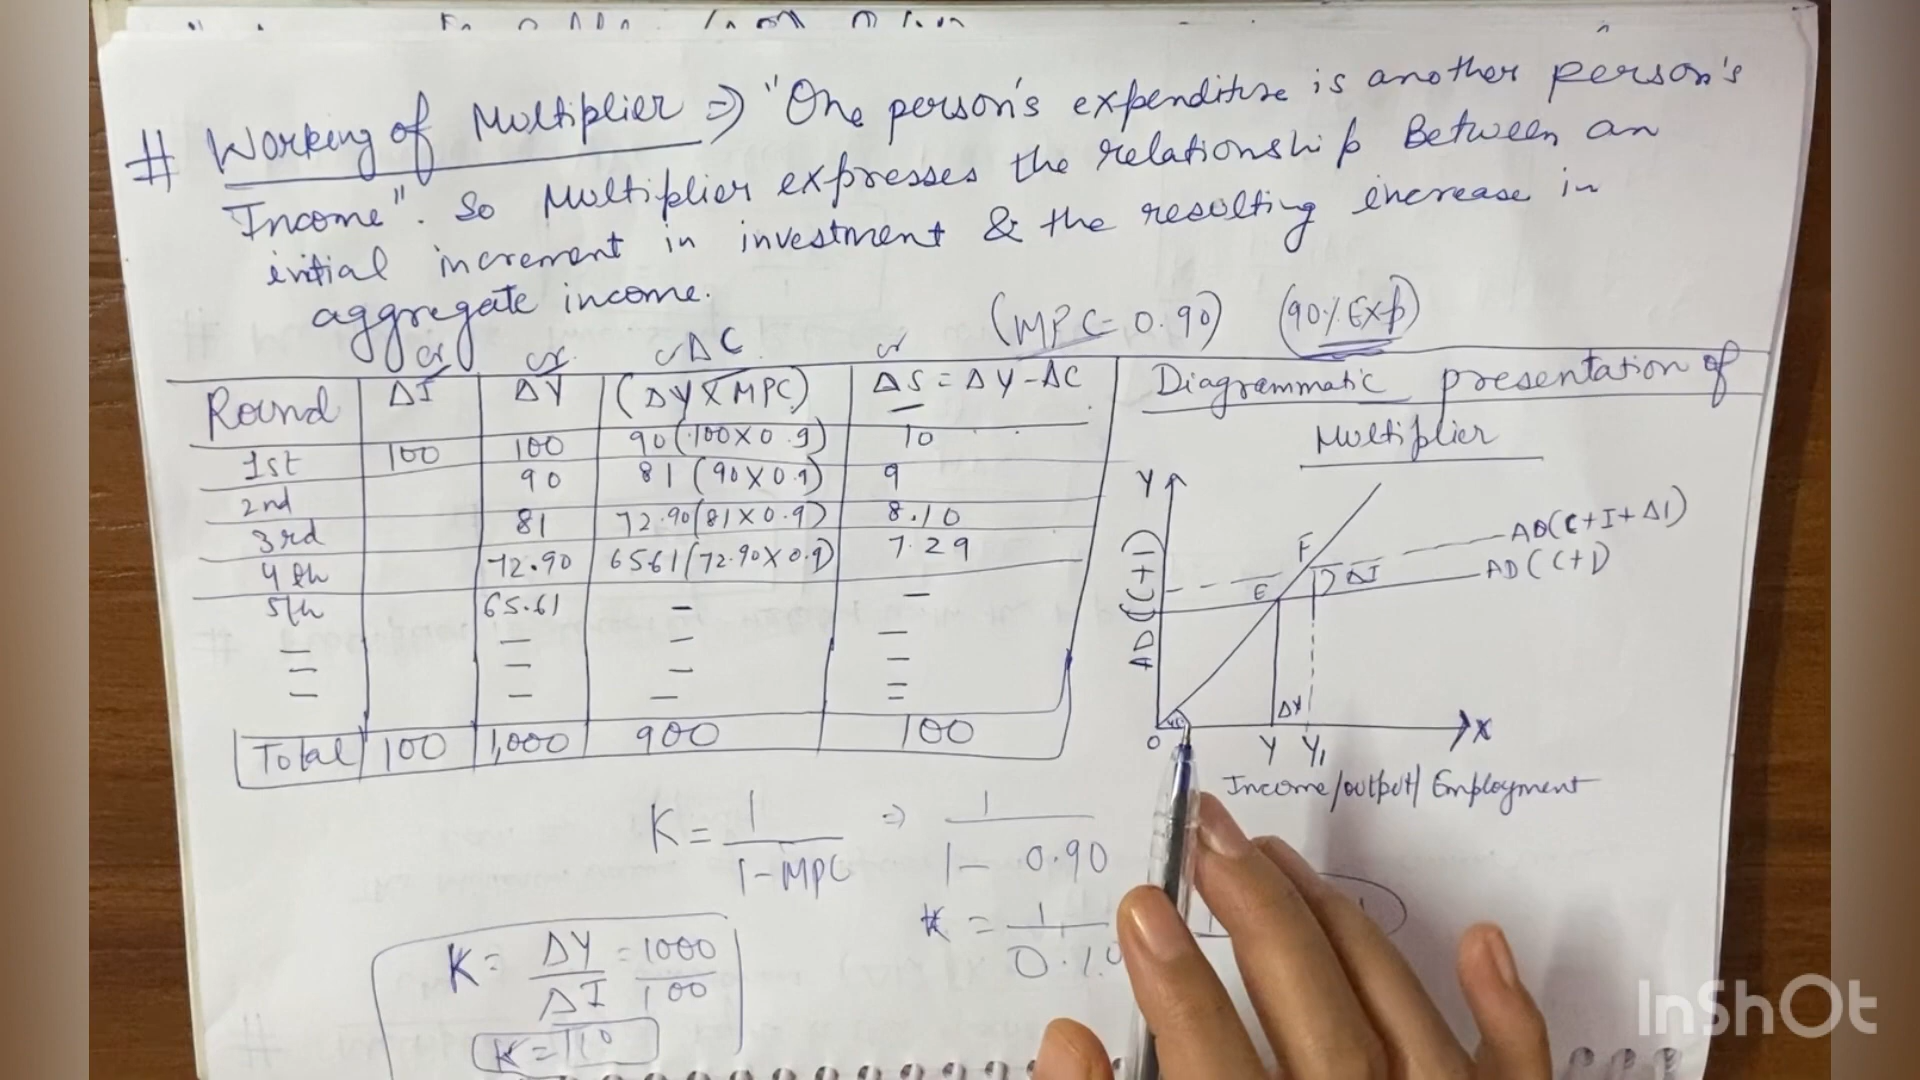 # Working of Multiplier => "One person's expenditure is another person's
Income". So Multiplier expresses the relationship Between an
initial increment in investment & the resulting increase in
aggregate income.
(MPC = 0.90) (90% Exp)
Round ΔI ΔY ΔC (ΔY X MPC) ΔS = ΔY - ΔC
1st 100 100 90 (100 X 0.9) 10
2nd 90 81 (90 X 0.9) 9
3rd 81 72.90 (81 X 0.9) 8.10
4th 72.90 6561 (72.90 X 0.9) 7.29
5th 65.61 - -
- - - -
- - - -
- - - -
Total 100 1,000 900 100
Diagrammatic presentation of
Multiplier
Y
AD (C+I)
AD (C+I+ΔI)
AD (C+I)
F
E
ΔI
ΔY
O Y Y1 X
Income/output/Employment
K = 1 / 1 - MPC => 1 / 1 - 0.90
K = 1 / 0.10
K = ΔY / ΔI = 1000 / 100
K = 10
InShOt